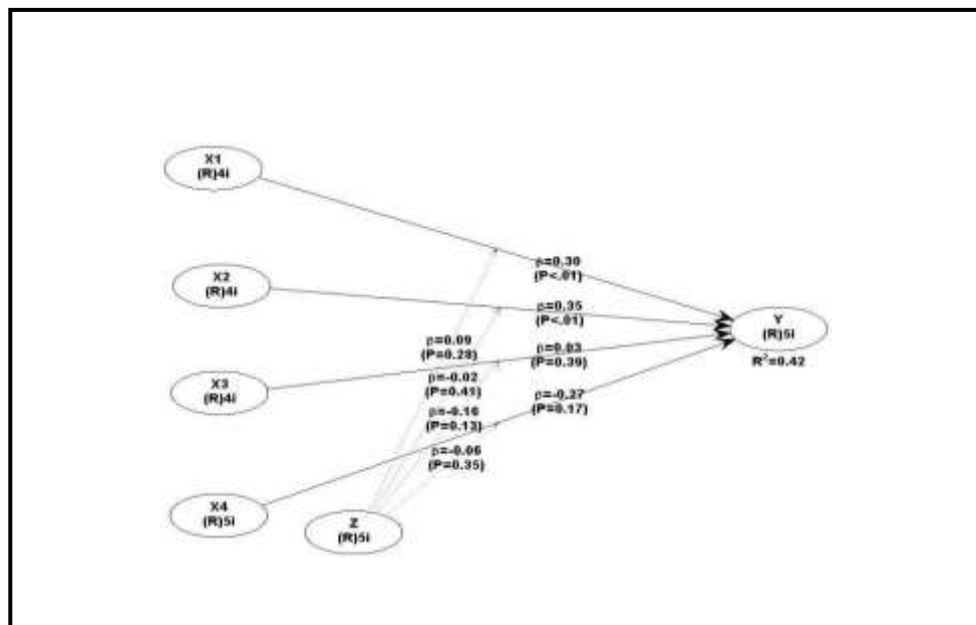 X1
(R)4i
β=0.30
(P<.01)
X2
(R)4i
β=0.35
(P<.01)
Y
(R)5i
R²=0.42
β=0.09
(P=0.28)
β=0.03
(P=0.39)
X3
(R)4i
β=-0.02
(P=0.41)
β=-0.27
(P=0.17)
β=-0.16
(P=0.13)
β=-0.06
(P=0.35)
X4
(R)5i
Z
(R)5i